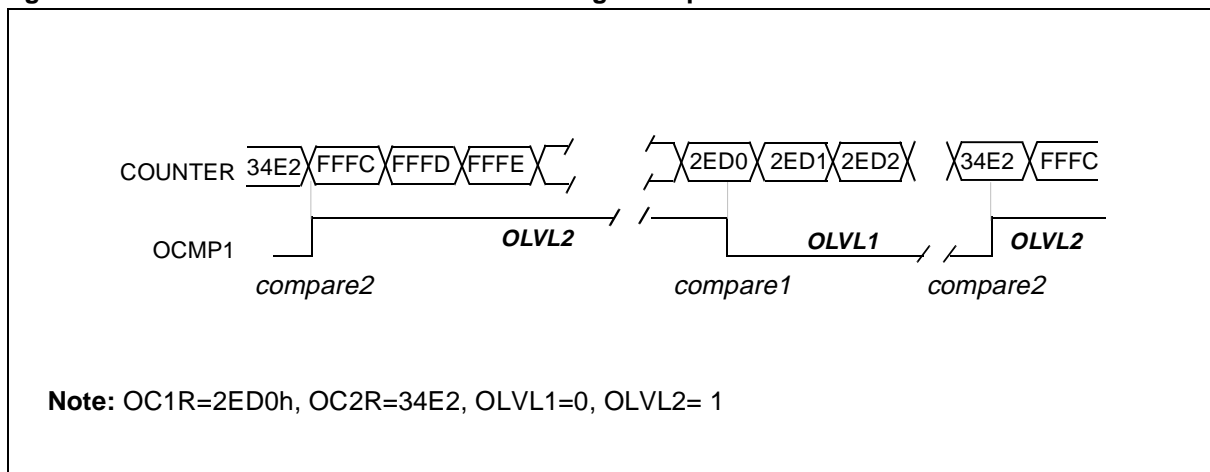 COUNTER 34E2 FFFC FFFD FFFE 2ED0 2ED1 2ED2 34E2 FFFC
OCMP1 OLVL2 OLVL1 OLVL2
compare2 compare1 compare2
Note: OC1R=2ED0h, OC2R=34E2, OLVL1=0, OLVL2= 1